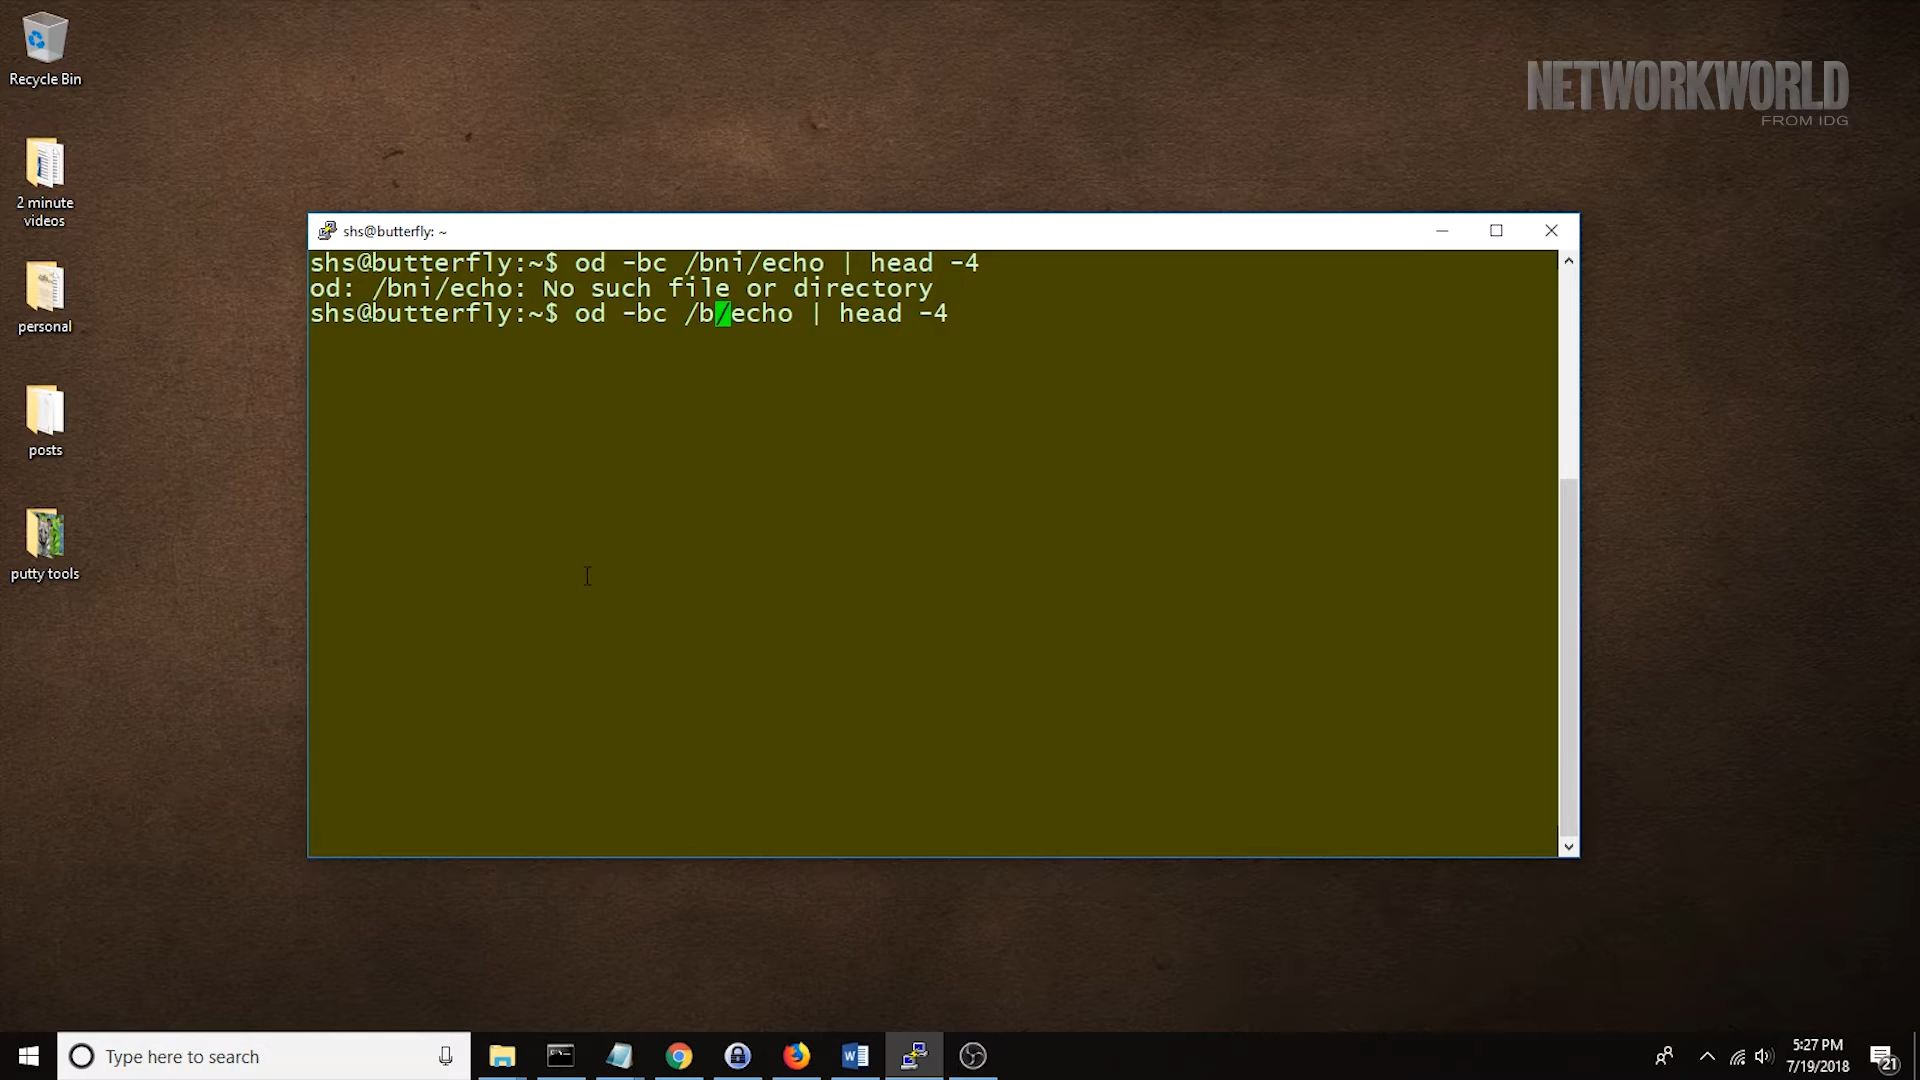 Recycle Bin
2 minute
videos
personal
posts
putty tools
NETWORKWORLD
FROM IDG
shs@butterfly: ~
shs@butterfly:~$ od -bc /bni/echo | head -4
od: /bni/echo: No such file or directory
shs@butterfly:~$ od -bc /b/echo | head -4
Type here to search
5:27 PM
7/19/2018
21